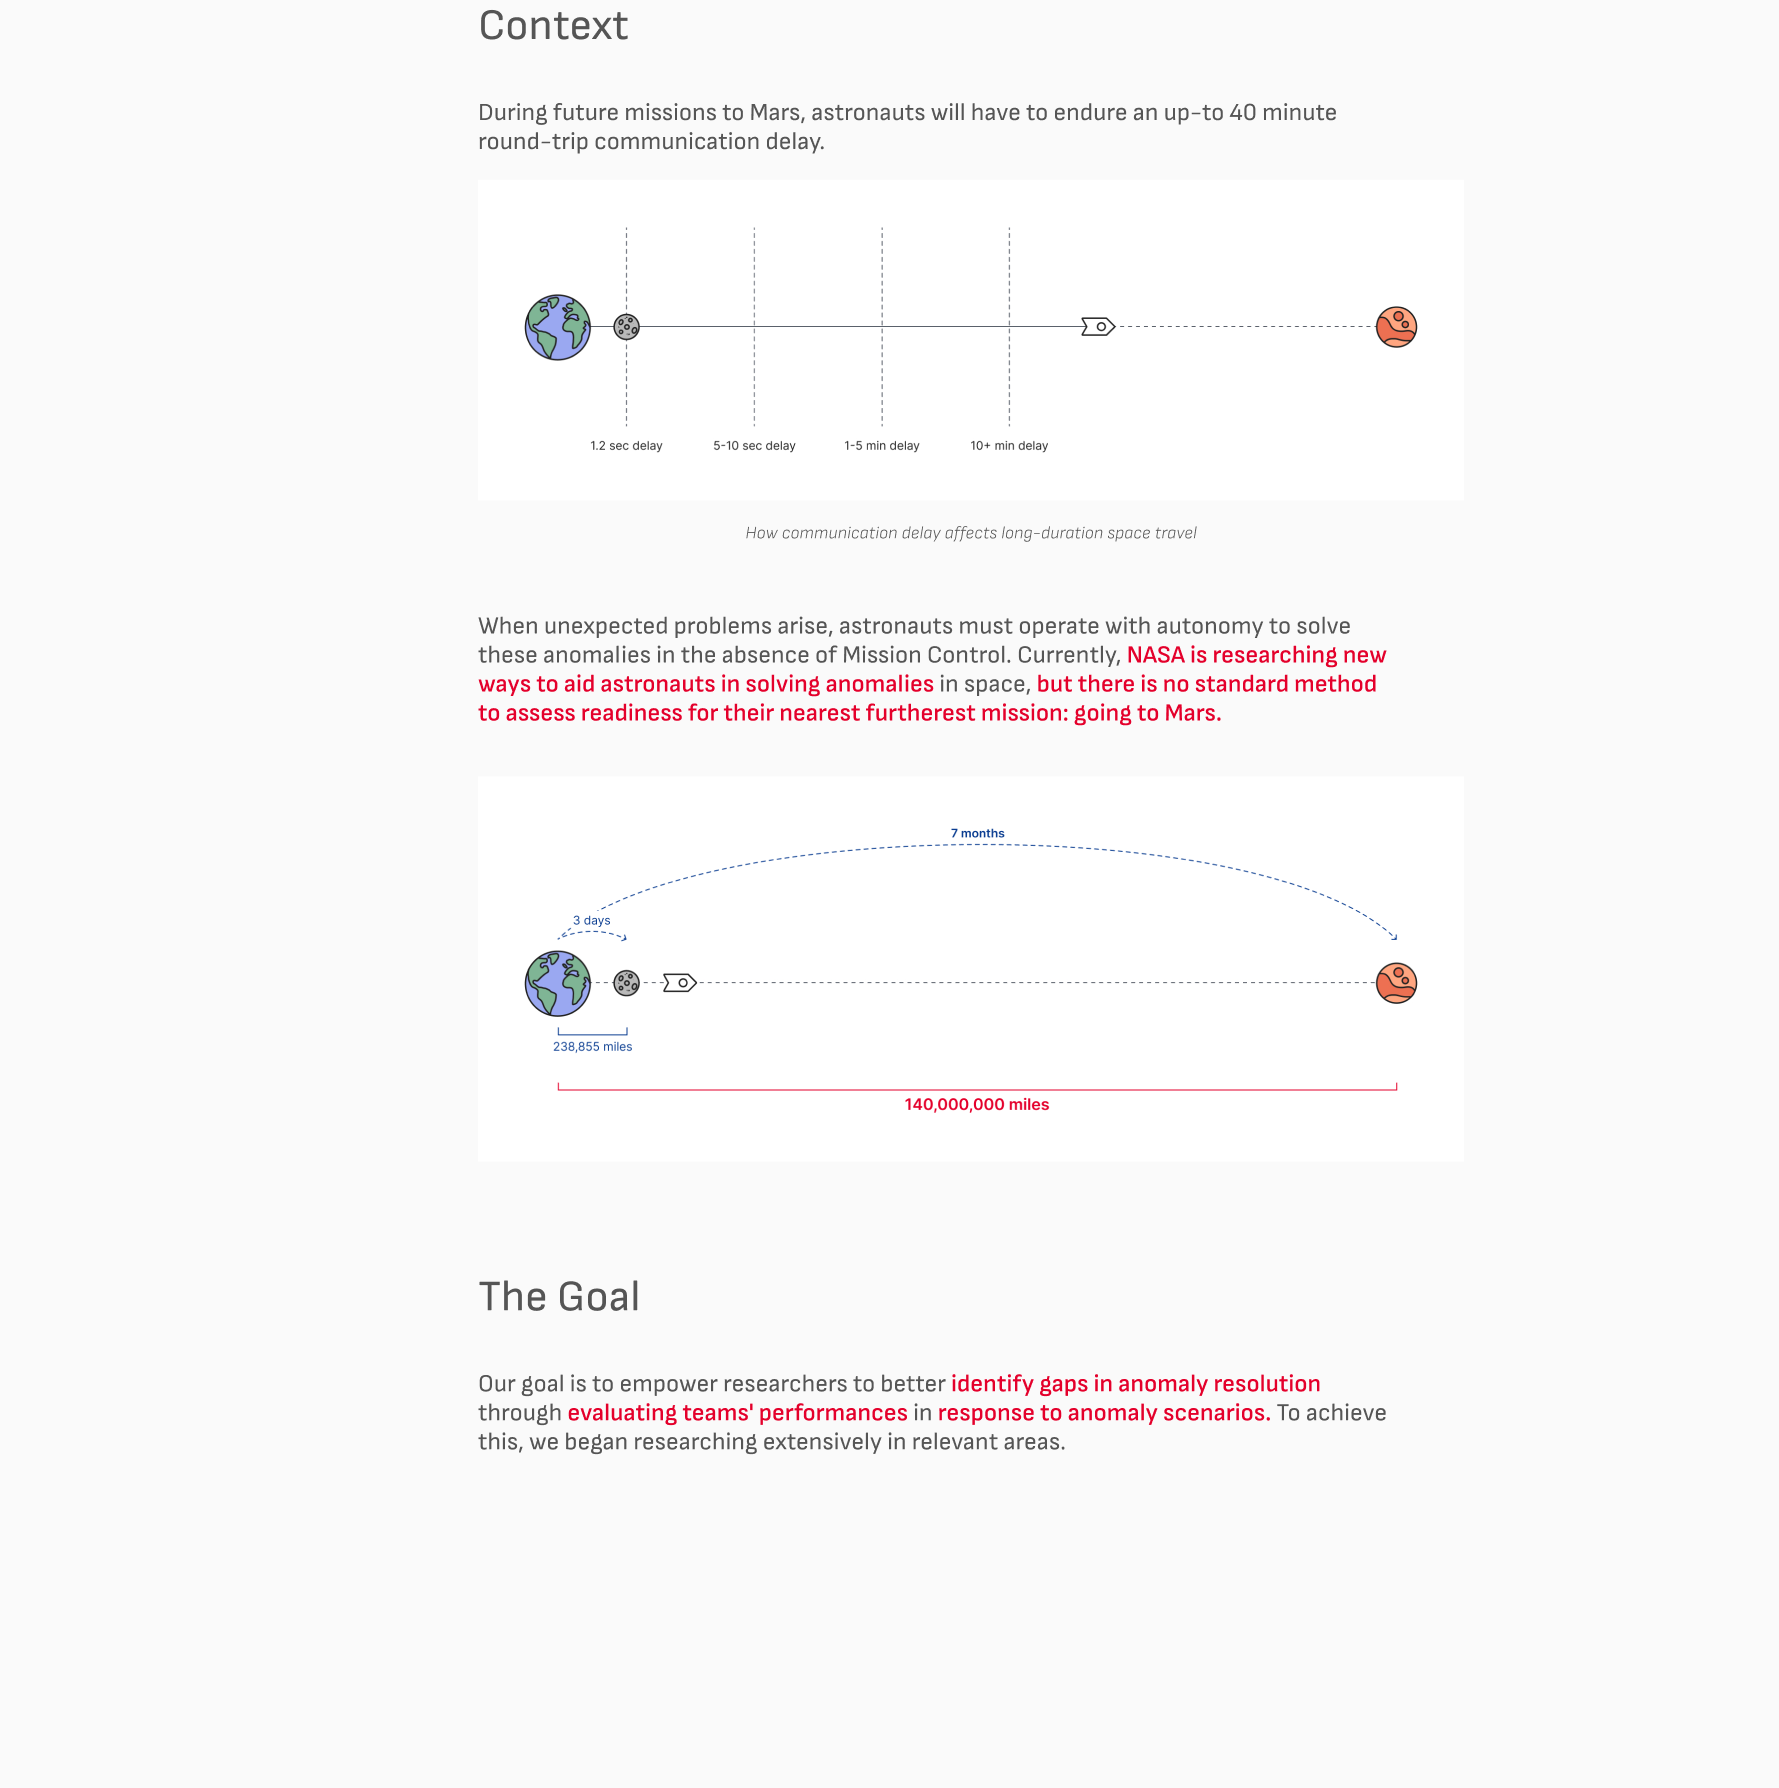 Context
During future missions to Mars, astronauts will have to endure an up-to 40 minute
round-trip communication delay.
1.2 sec delay
5-10 sec delay
1-5 min delay
10+ min delay
How communication delay affects long-duration space travel
When unexpected problems arise, astronauts must operate with autonomy to solve
these anomalies in the absence of Mission Control. Currently, NASA is researching new
ways to aid astronauts in solving anomalies in space, but there is no standard method
to assess readiness for their nearest furtherest mission: going to Mars.
7 months
3 days
238,855 miles
140,000,000 miles
The Goal
Our goal is to empower researchers to better identify gaps in anomaly resolution
through evaluating teams' performances in response to anomaly scenarios. To achieve
this, we began researching extensively in relevant areas.